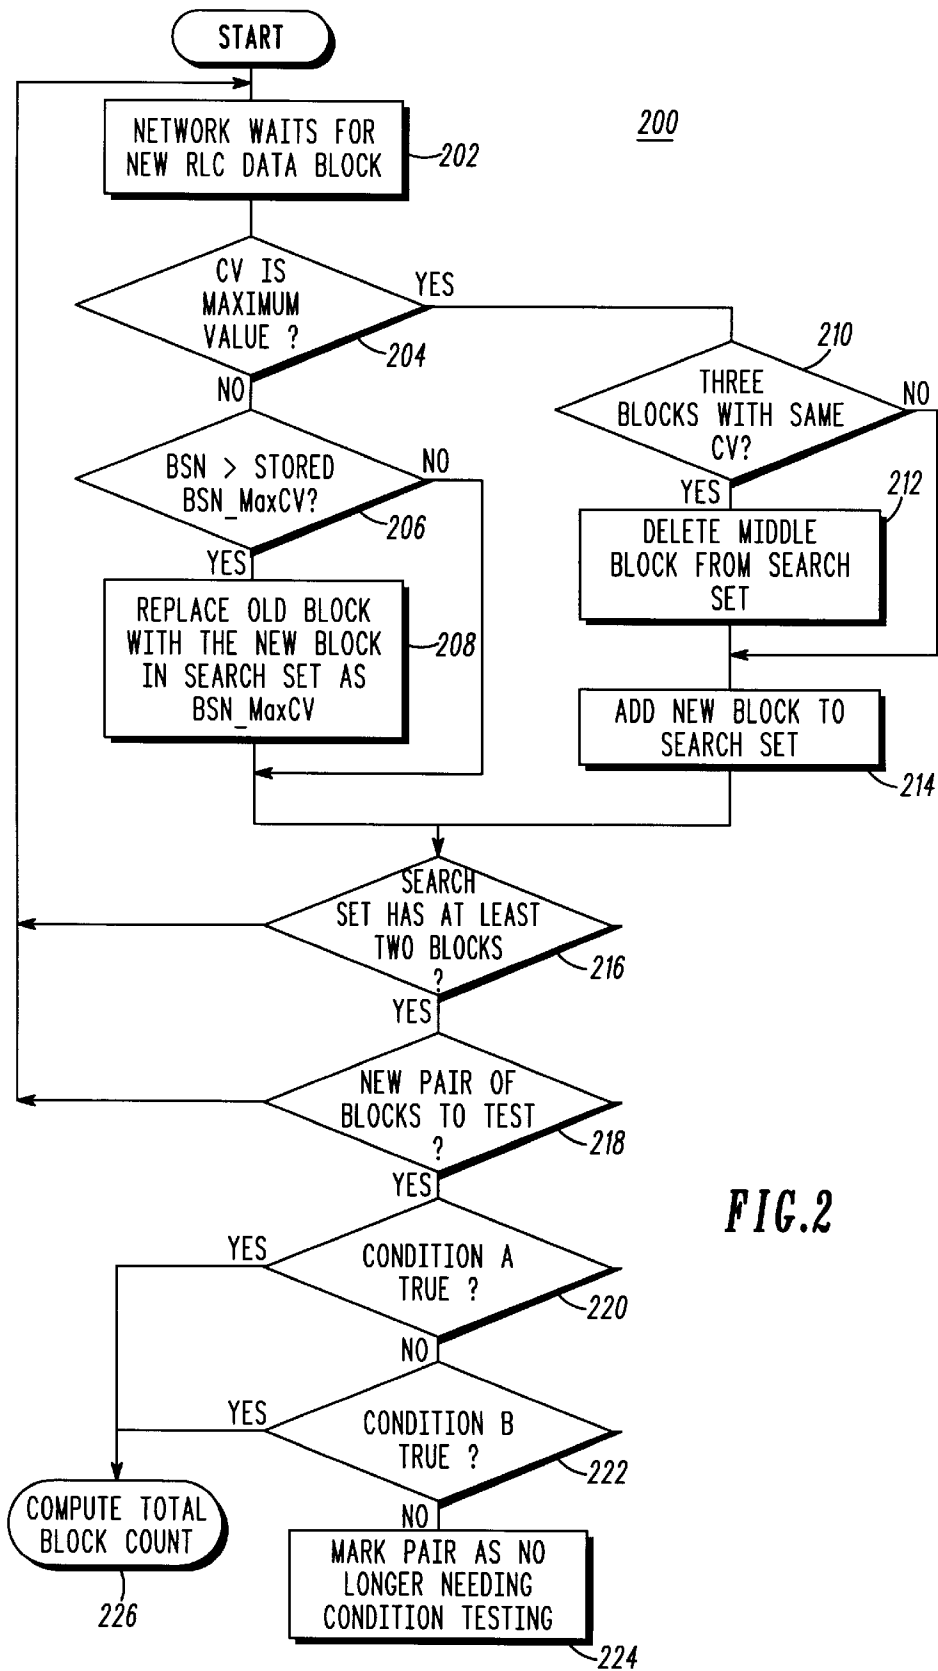 START
200
NETWORK WAITS FOR
NEW RLC DATA BLOCK
202
CV IS
MAXIMUM
VALUE ?
YES
204
NO
210
THREE
BLOCKS WITH SAME
CV?
NO
YES
BSN > STORED
BSN_MaxCV?
NO
206
YES
212
DELETE MIDDLE
BLOCK FROM SEARCH
SET
REPLACE OLD BLOCK
WITH THE NEW BLOCK
IN SEARCH SET AS
BSN_MaxCV
208
ADD NEW BLOCK TO
SEARCH SET
214
SEARCH
SET HAS AT LEAST
TWO BLOCKS
?
216
YES
NEW PAIR OF
BLOCKS TO TEST
?
218
YES
FIG.2
YES
CONDITION A
TRUE ?
220
NO
YES
CONDITION B
TRUE ?
222
NO
COMPUTE TOTAL
BLOCK COUNT
226
MARK PAIR AS NO
LONGER NEEDING
CONDITION TESTING
224